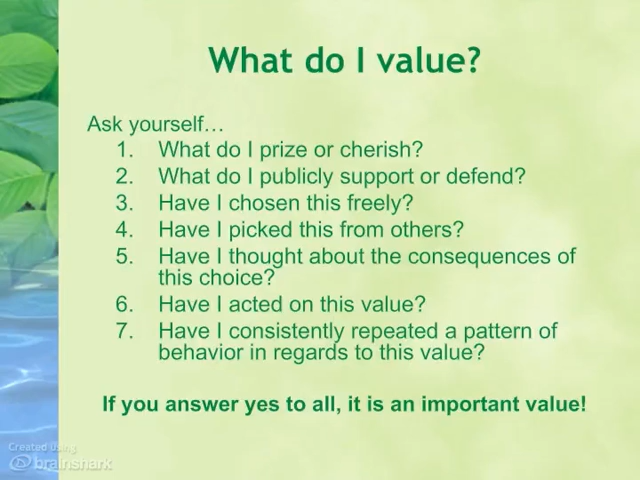 What do I value?
Ask yourself…
1. What do I prize or cherish?
2. What do I publicly support or defend?
3. Have I chosen this freely?
4. Have I picked this from others?
5. Have I thought about the consequences of
this choice?
6. Have I acted on this value?
7. Have I consistently repeated a pattern of
behavior in regards to this value?
If you answer yes to all, it is an important value!
Created using
brainshark